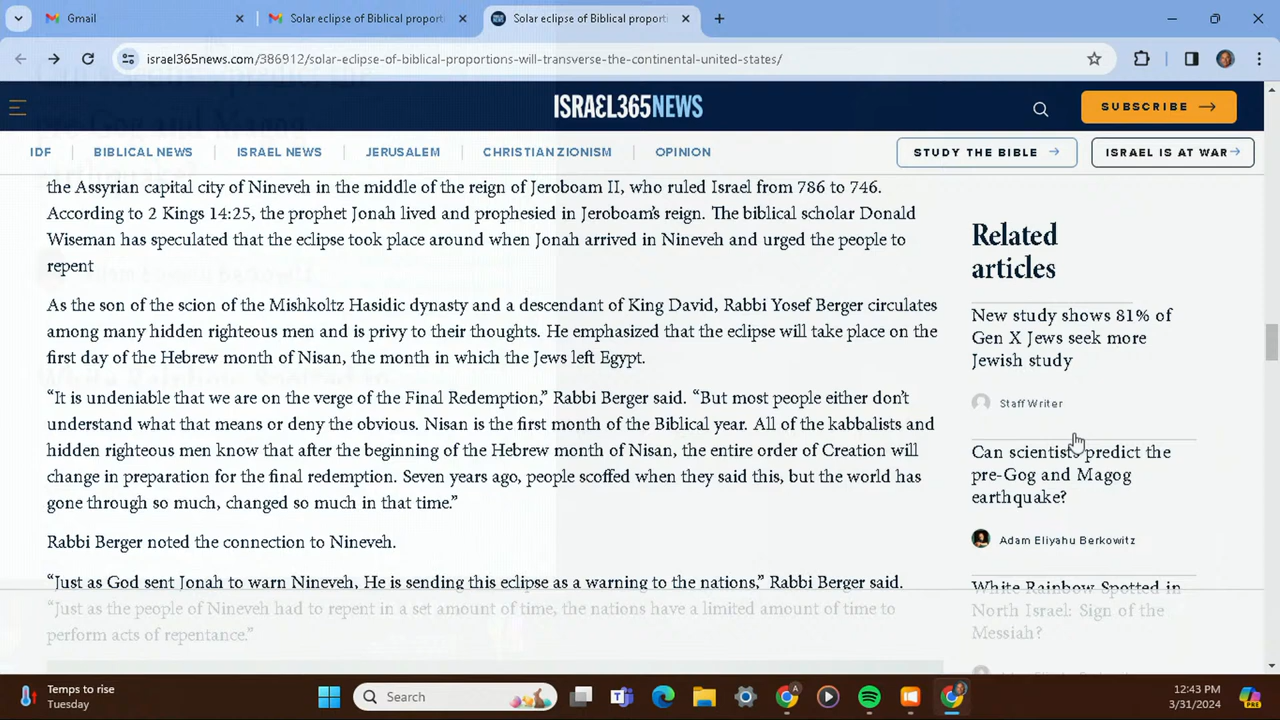 Gmail
Solar eclipse of Biblical proporti
Solar eclipse of Biblical proporti
israel365news.com/386912/solar-eclipse-of-biblical-proportions-will-transverse-the-continental-united-states/
ISRAEL365NEWS
SUBSCRIBE
IDF
BIBLICAL NEWS
ISRAEL NEWS
JERUSALEM
CHRISTIAN ZIONISM
OPINION
STUDY THE BIBLE
ISRAEL IS AT WAR
the Assyrian capital city of Nineveh in the middle of the reign of Jeroboam II, who ruled Israel from 786 to 746.
According to 2 Kings 14:25, the prophet Jonah lived and prophesied in Jeroboam's reign. The biblical scholar Donald
Wiseman has speculated that the eclipse took place around when Jonah arrived in Nineveh and urged the people to
repent
As the son of the scion of the Mishkoltz Hasidic dynasty and a descendant of King David, Rabbi Yosef Berger circulates
among many hidden righteous men and is privy to their thoughts. He emphasized that the eclipse will take place on the
first day of the Hebrew month of Nisan, the month in which the Jews left Egypt.
“It is undeniable that we are on the verge of the Final Redemption,” Rabbi Berger said. “But most people either don't
understand what that means or deny the obvious. Nisan is the first month of the Biblical year. All of the kabbalists and
hidden righteous men know that after the beginning of the Hebrew month of Nisan, the entire order of Creation will
change in preparation for the final redemption. Seven years ago, people scoffed when they said this, but the world has
gone through so much, changed so much in that time.”
Rabbi Berger noted the connection to Nineveh.
“Just as God sent Jonah to warn Nineveh, He is sending this eclipse as a warning to the nations,” Rabbi Berger said.
“Just as the people of Nineveh had to repent in a set amount of time, the nations have a limited amount of time to
perform acts of repentance.”
Related
articles
New study shows 81% of
Gen X Jews seek more
Jewish study
Staff Writer
Can scientists predict the
pre-Gog and Magog
earthquake?
Adam Eliyahu Berkowitz
White Rainbow Spotted in
North Israel: Sign of the
Messiah?
Temps to rise
Tuesday
Search
12:43 PM
3/31/2024
PRE